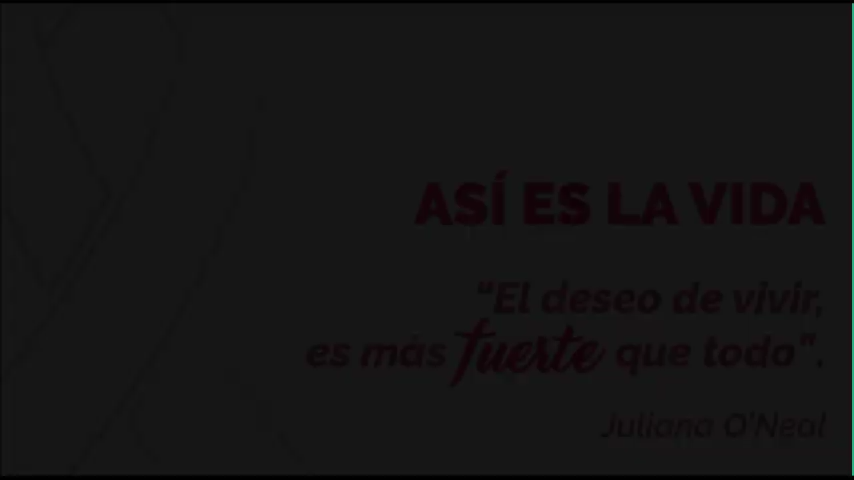 ASÍ ES LA VIDA
"El deseo de vivir,
es más fuerte que todo".
Juliana O'Neal